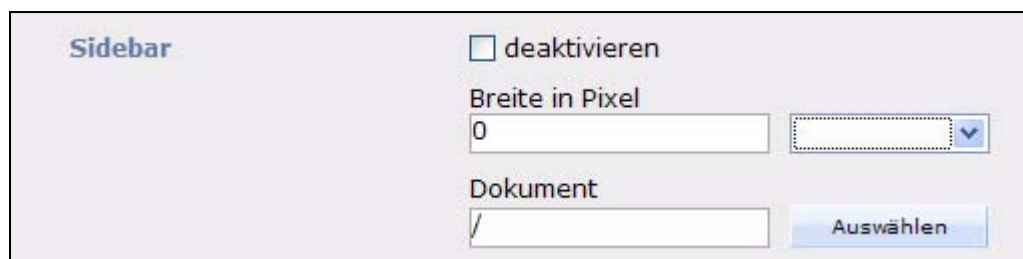 Sidebar
deaktivieren
Breite in Pixel
0
Dokument
/
Auswählen